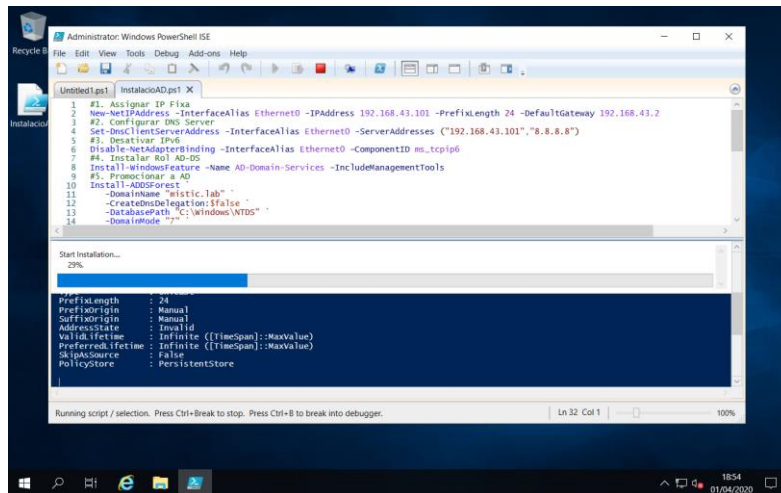 Recycle B
Administrator: Windows PowerShell ISE
File Edit View Tools Debug Add-ons Help
Untitled1.ps1 InstalacioAD.ps1 X
Instalacio
1 #1. Assignar IP Fixa
2 New-NetIPAddress -InterfaceAlias Ethernet0 -IPAddress 192.168.43.101 -PrefixLength 24 -DefaultGateway 192.168.43.2
3 #2. Configurar DNS Server
4 Set-DnsClientServerAddress -InterfaceAlias Ethernet0 -ServerAddresses ("192.168.43.101","8.8.8.8")
5 #3. Desativar IPv6
6 Disable-NetAdapterBinding -InterfaceAlias Ethernet0 -ComponentID ms_tcpip6
7 #4. Instalar Rol AD-DS
8 Install-WindowsFeature -Name AD-Domain-Services -IncludeManagementTools
9 #5. Promocionar a AD
10 Install-ADDSForest `
11 -DomainName "mistic.lab" `
12 -CreateDnsDelegation:$false `
13 -DatabasePath "C:\Windows\NTDS" `
14 -DomainMode "7" `
Start Installation...
29%
PrefixLength : 24
PrefixOrigin : Manual
SuffixOrigin : Manual
AddressState : Invalid
ValidLifetime : Infinite ([TimeSpan]::MaxValue)
PreferredLifetime : Infinite ([TimeSpan]::MaxValue)
SkipAsSource : False
PolicyStore : PersistentStore
Running script / selection. Press Ctrl+Break to stop. Press Ctrl+B to break into debugger.
Ln 32 Col 1
100%
18:54
01/04/2020